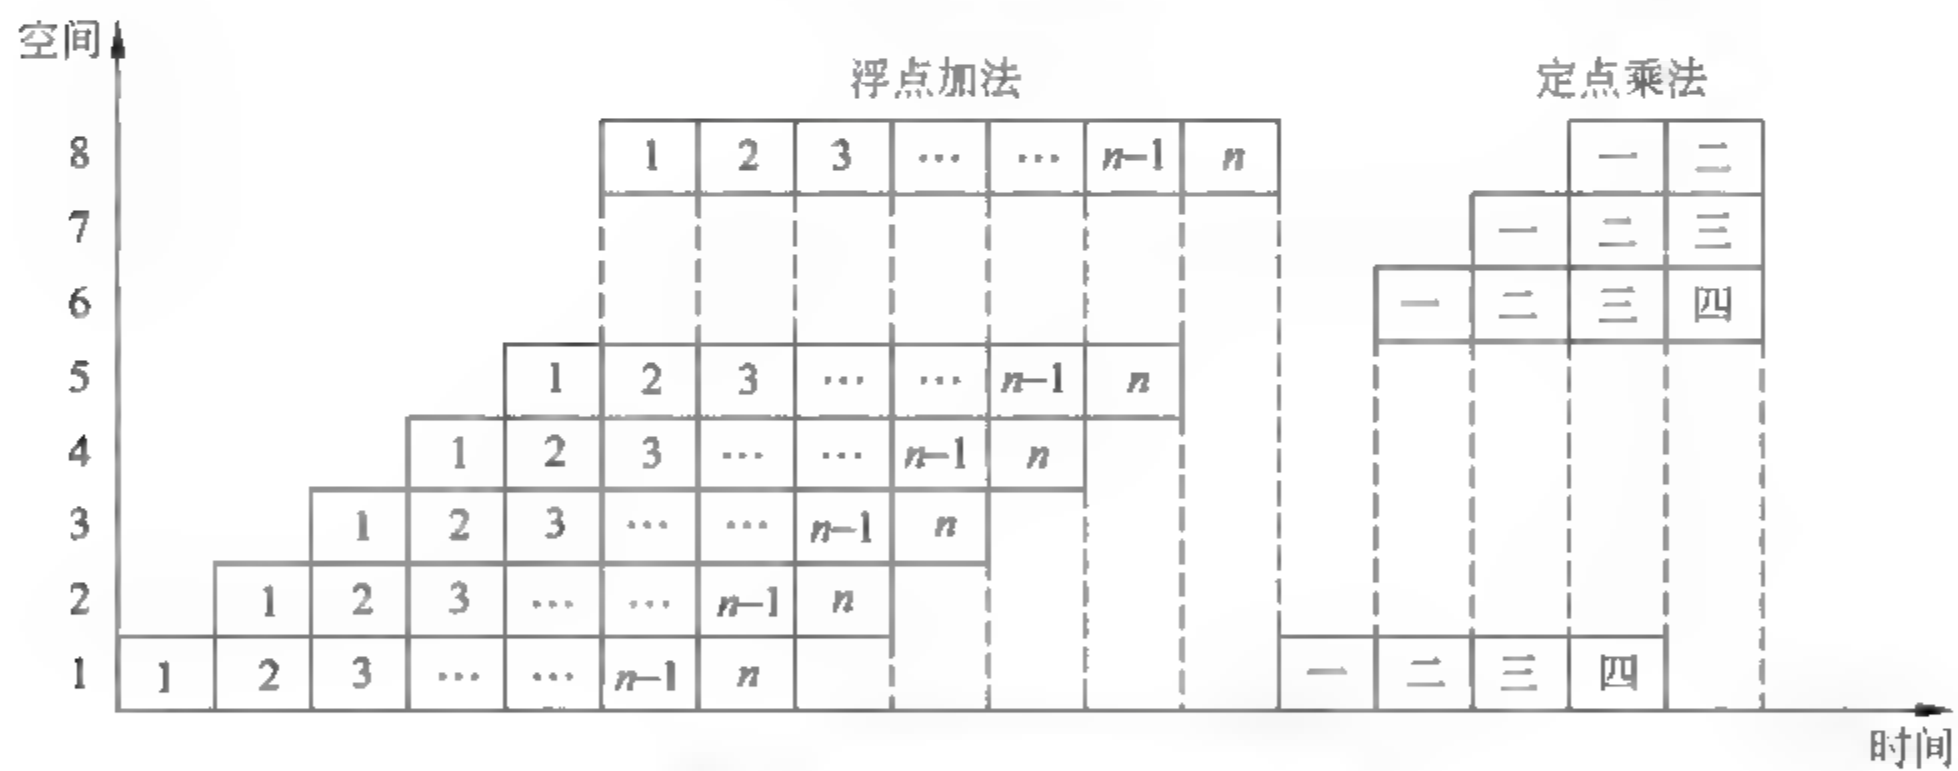 空间
浮点加法 定点乘法
8 1 2 3 … … n−1 n 一 二
7 一 二 三
6 一 二 三 四
5 1 2 3 … … n−1 n
4 1 2 3 … … n−1 n
3 1 2 3 … … n−1 n
2 1 2 3 … … n−1 n
1 1 2 3 … … n−1 n 一 二 三 四
时间